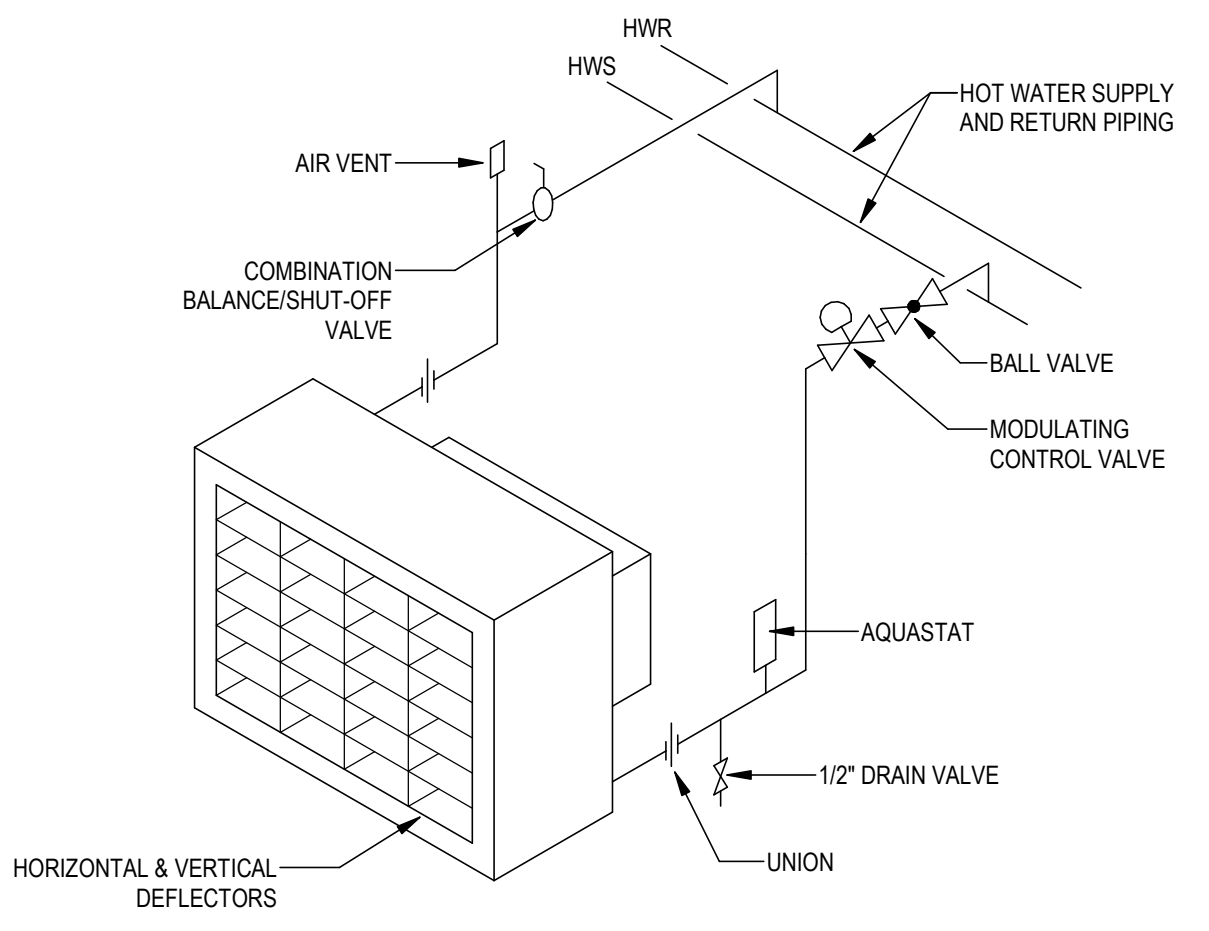 HWR
HWS
HOT WATER SUPPLY
AND RETURN PIPING
AIR VENT
COMBINATION
BALANCE/SHUT-OFF
VALVE
BALL VALVE
MODULATING
CONTROL VALVE
AQUASTAT
1/2" DRAIN VALVE
UNION
HORIZONTAL & VERTICAL
DEFLECTORS